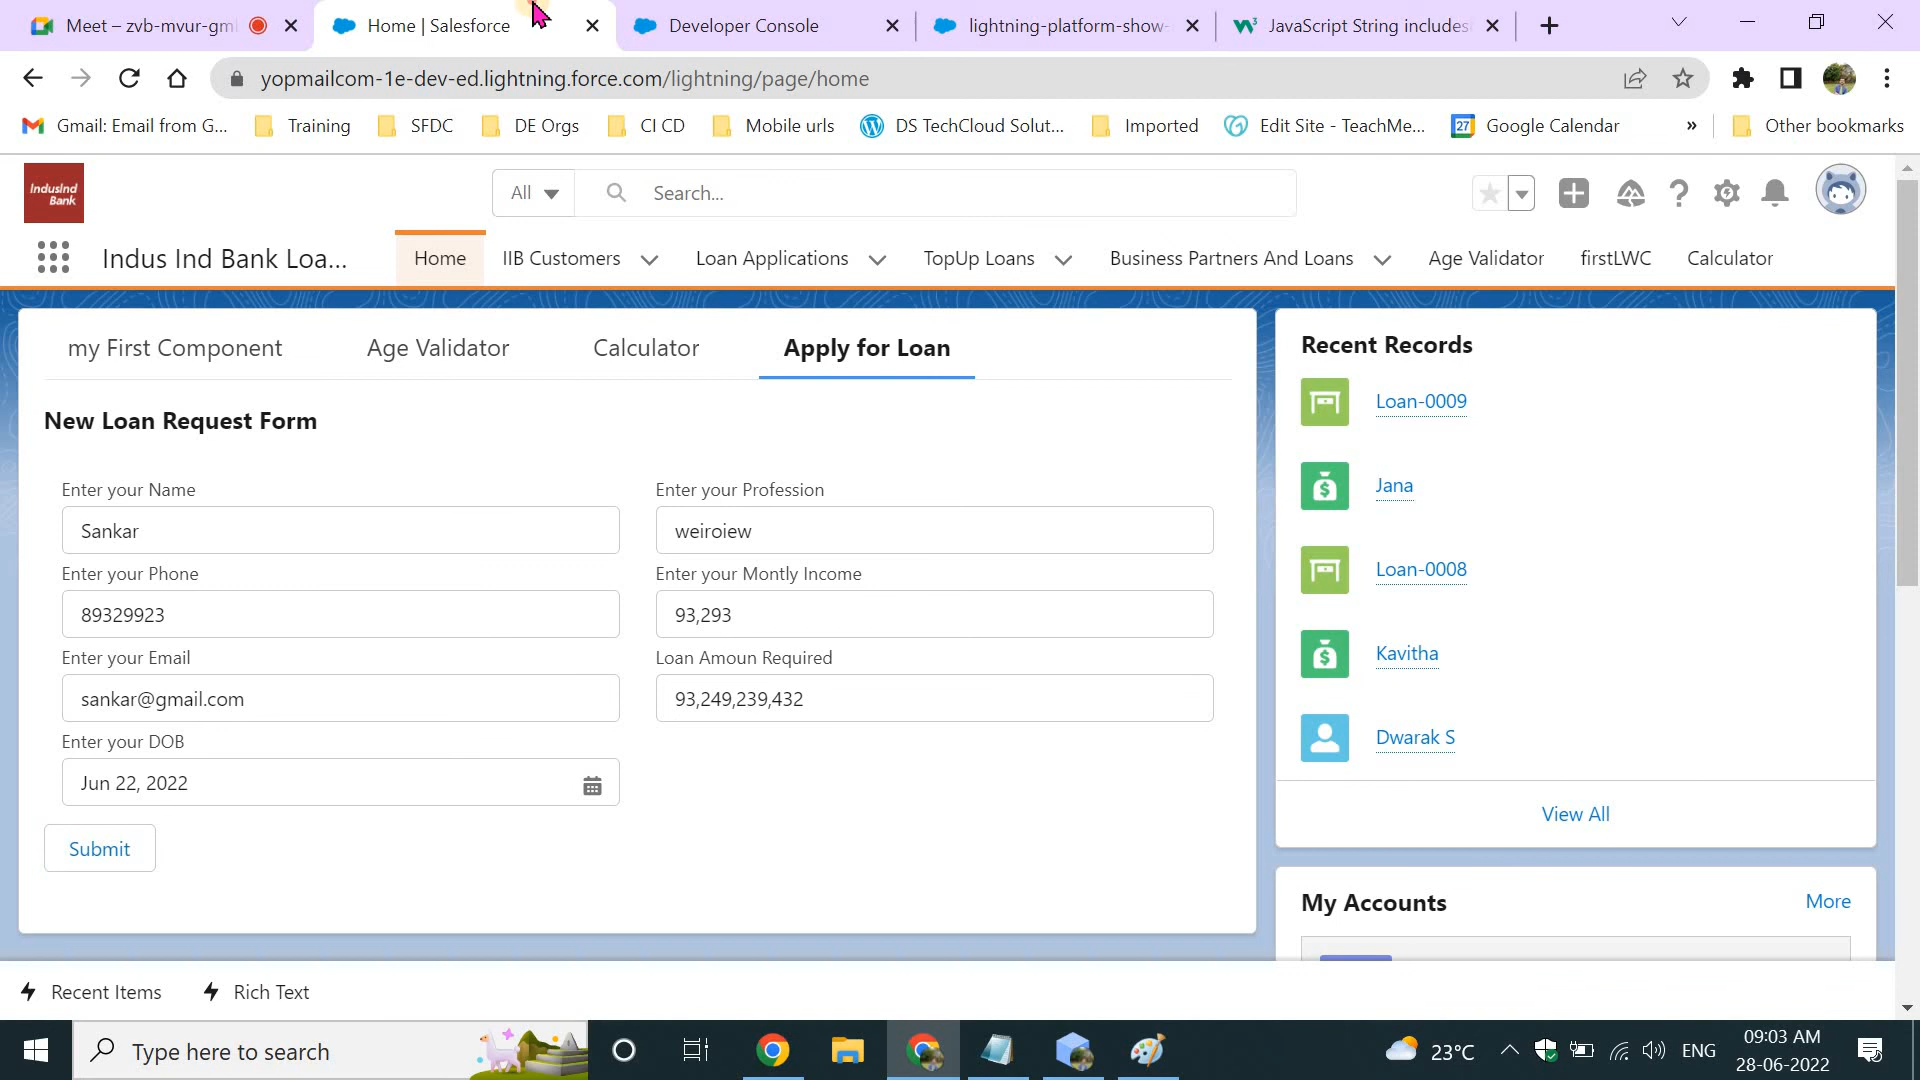 Meet – zvb-mvur-gm
Home | Salesforce
Developer Console
lightning-platform-show-
JavaScript String includes
yopmailcom-1e-dev-ed.lightning.force.com/lightning/page/home
Gmail: Email from G...
Training
SFDC
DE Orgs
CI CD
Mobile urls
DS TechCloud Solut...
Imported
Edit Site - TeachMe...
27
Google Calendar
»
Other bookmarks
IndusInd
Bank
All
Search...
Indus Ind Bank Loa...
Home
IIB Customers
Loan Applications
TopUp Loans
Business Partners And Loans
Age Validator
firstLWC
Calculator
my First Component
Age Validator
Calculator
Apply for Loan
New Loan Request Form
Enter your Name
Sankar
Enter your Profession
weiroiew
Enter your Phone
89329923
Enter your Montly Income
93,293
Enter your Email
sankar@gmail.com
Loan Amoun Required
93,249,239,432
Enter your DOB
Jun 22, 2022
Submit
Recent Records
Loan-0009
Jana
Loan-0008
Kavitha
Dwarak S
View All
My Accounts
More
Recent Items
Rich Text
Type here to search
23°C
ENG
09:03 AM
28-06-2022